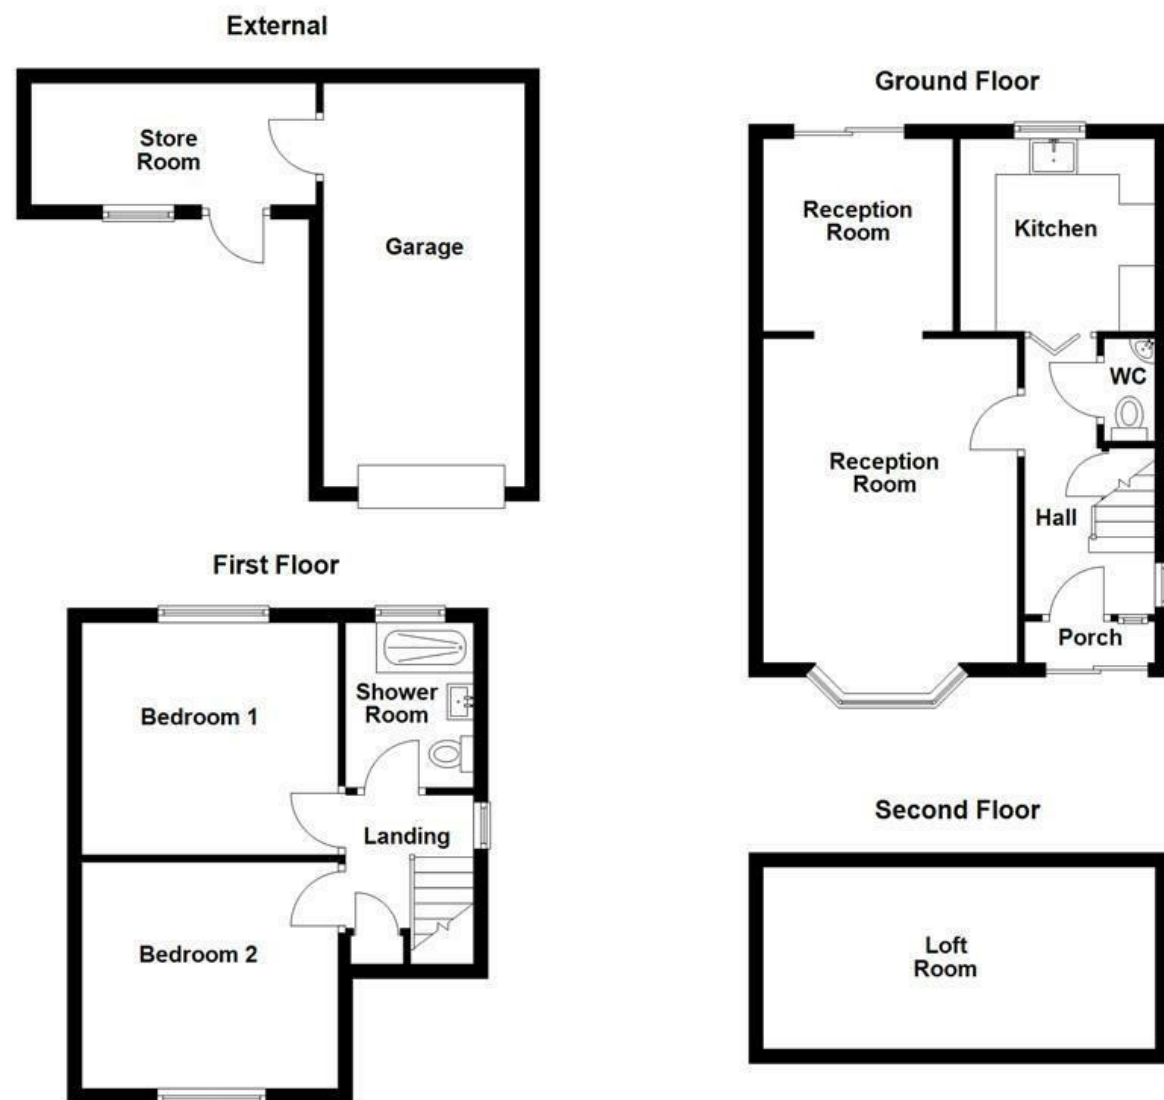 External
Store
Room
Garage
Ground Floor
Reception
Room
Kitchen
WC
Reception
Room
Hall
Porch
First Floor
Bedroom 1
Shower
Room
Landing
Bedroom 2
Second Floor
Loft
Room